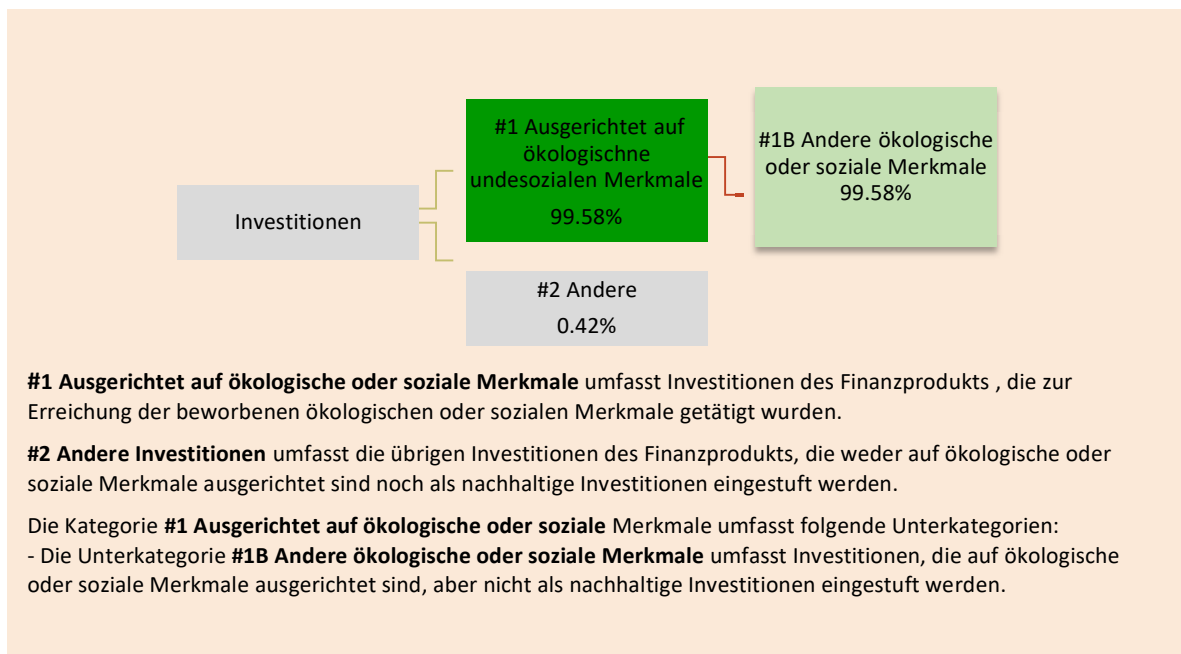 Investitionen
#1 Ausgerichtet auf
ökologischne
undesozialen Merkmale
99.58%
#1B Andere ökologische
oder soziale Merkmale
99.58%
#2 Andere
0.42%
#1 Ausgerichtet auf ökologische oder soziale Merkmale umfasst Investitionen des Finanzprodukts , die zur
Erreichung der beworbenen ökologischen oder sozialen Merkmale getätigt wurden.
#2 Andere Investitionen umfasst die übrigen Investitionen des Finanzprodukts, die weder auf ökologische oder
soziale Merkmale ausgerichtet sind noch als nachhaltige Investitionen eingestuft werden.
Die Kategorie #1 Ausgerichtet auf ökologische oder soziale Merkmale umfasst folgende Unterkategorien:
- Die Unterkategorie #1B Andere ökologische oder soziale Merkmale umfasst Investitionen, die auf ökologische
oder soziale Merkmale ausgerichtet sind, aber nicht als nachhaltige Investitionen eingestuft werden.